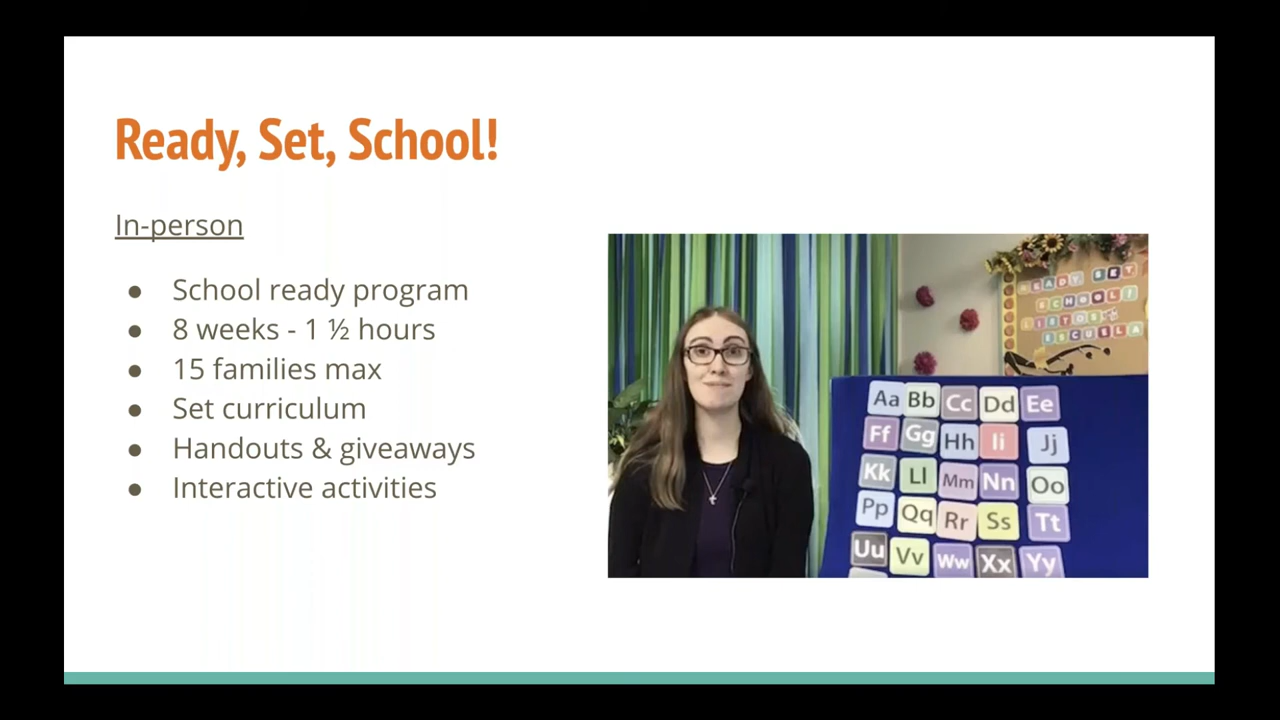 Ready, Set, School!
In-person
● School ready program
● 8 weeks - 1 ½ hours
● 15 families max
● Set curriculum
● Handouts & giveaways
● Interactive activities
READY SET
SCHOOL/
LISTOS
ESCUELA
Aa Bb Cc Dd Ee
Ff Gg Hh Ii Jj
Kk Ll Mm Nn Oo
Pp Qq Rr Ss Tt
Uu Vv Ww Xx Yy